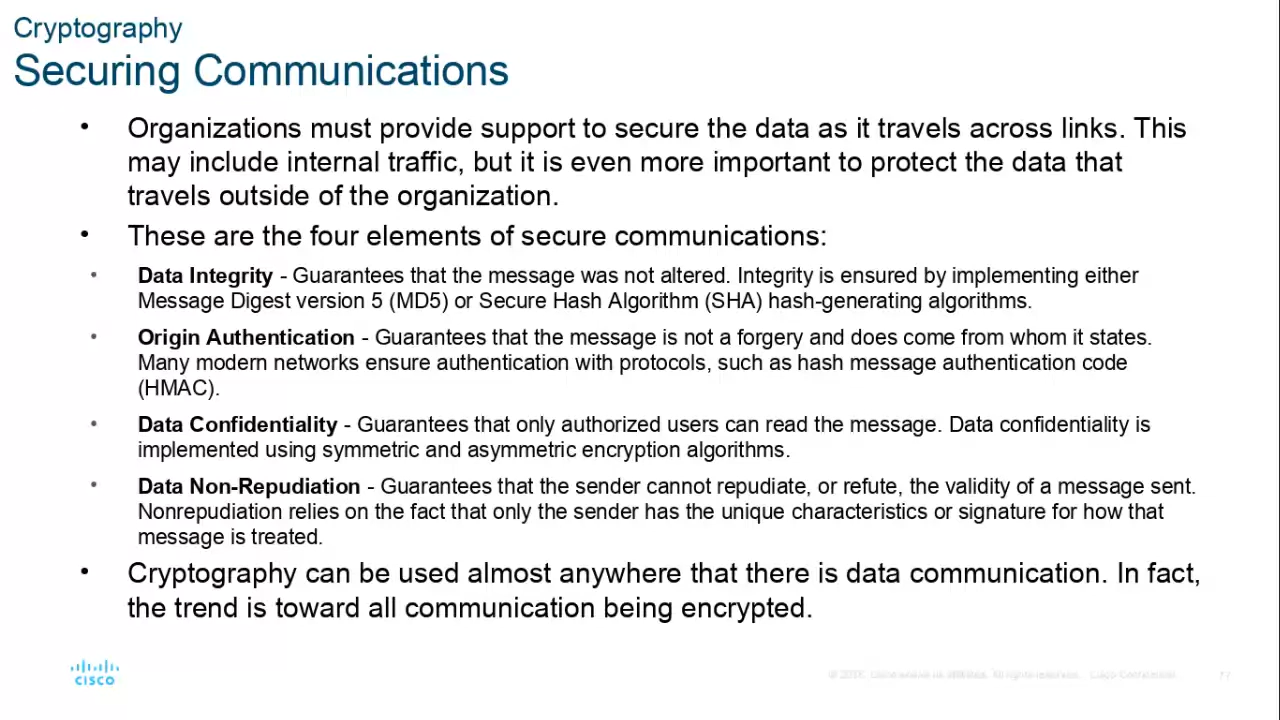 Cryptography
Securing Communications
• Organizations must provide support to secure the data as it travels across links. This
may include internal traffic, but it is even more important to protect the data that
travels outside of the organization.
• These are the four elements of secure communications:
• Data Integrity - Guarantees that the message was not altered. Integrity is ensured by implementing either
Message Digest version 5 (MD5) or Secure Hash Algorithm (SHA) hash-generating algorithms.
• Origin Authentication - Guarantees that the message is not a forgery and does come from whom it states.
Many modern networks ensure authentication with protocols, such as hash message authentication code
(HMAC).
• Data Confidentiality - Guarantees that only authorized users can read the message. Data confidentiality is
implemented using symmetric and asymmetric encryption algorithms.
• Data Non-Repudiation - Guarantees that the sender cannot repudiate, or refute, the validity of a message sent.
Nonrepudiation relies on the fact that only the sender has the unique characteristics or signature for how that
message is treated.
• Cryptography can be used almost anywhere that there is data communication. In fact,
the trend is toward all communication being encrypted.
CISCO